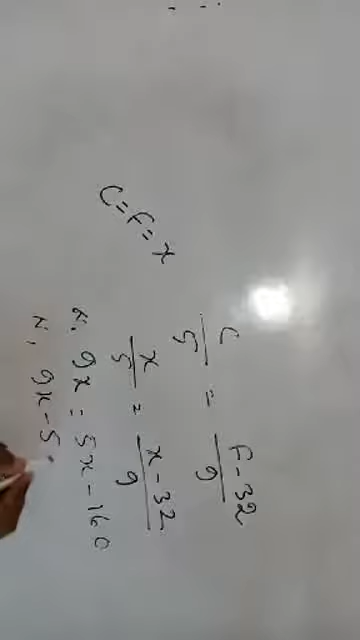 C = F = x
C/5 = F-32/9
x/5 = x-32/9
9x = 5x - 160
9x - 5